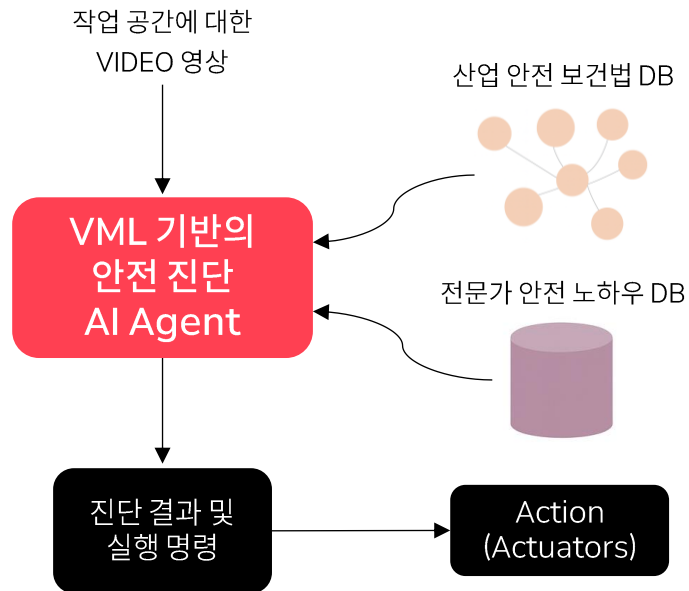 작업 공간에 대한
VIDEO 영상
산업 안전 보건법 DB
VML 기반의
안전 진단
AI Agent
전문가 안전 노하우 DB
진단 결과 및
실행 명령
Action
(Actuators)